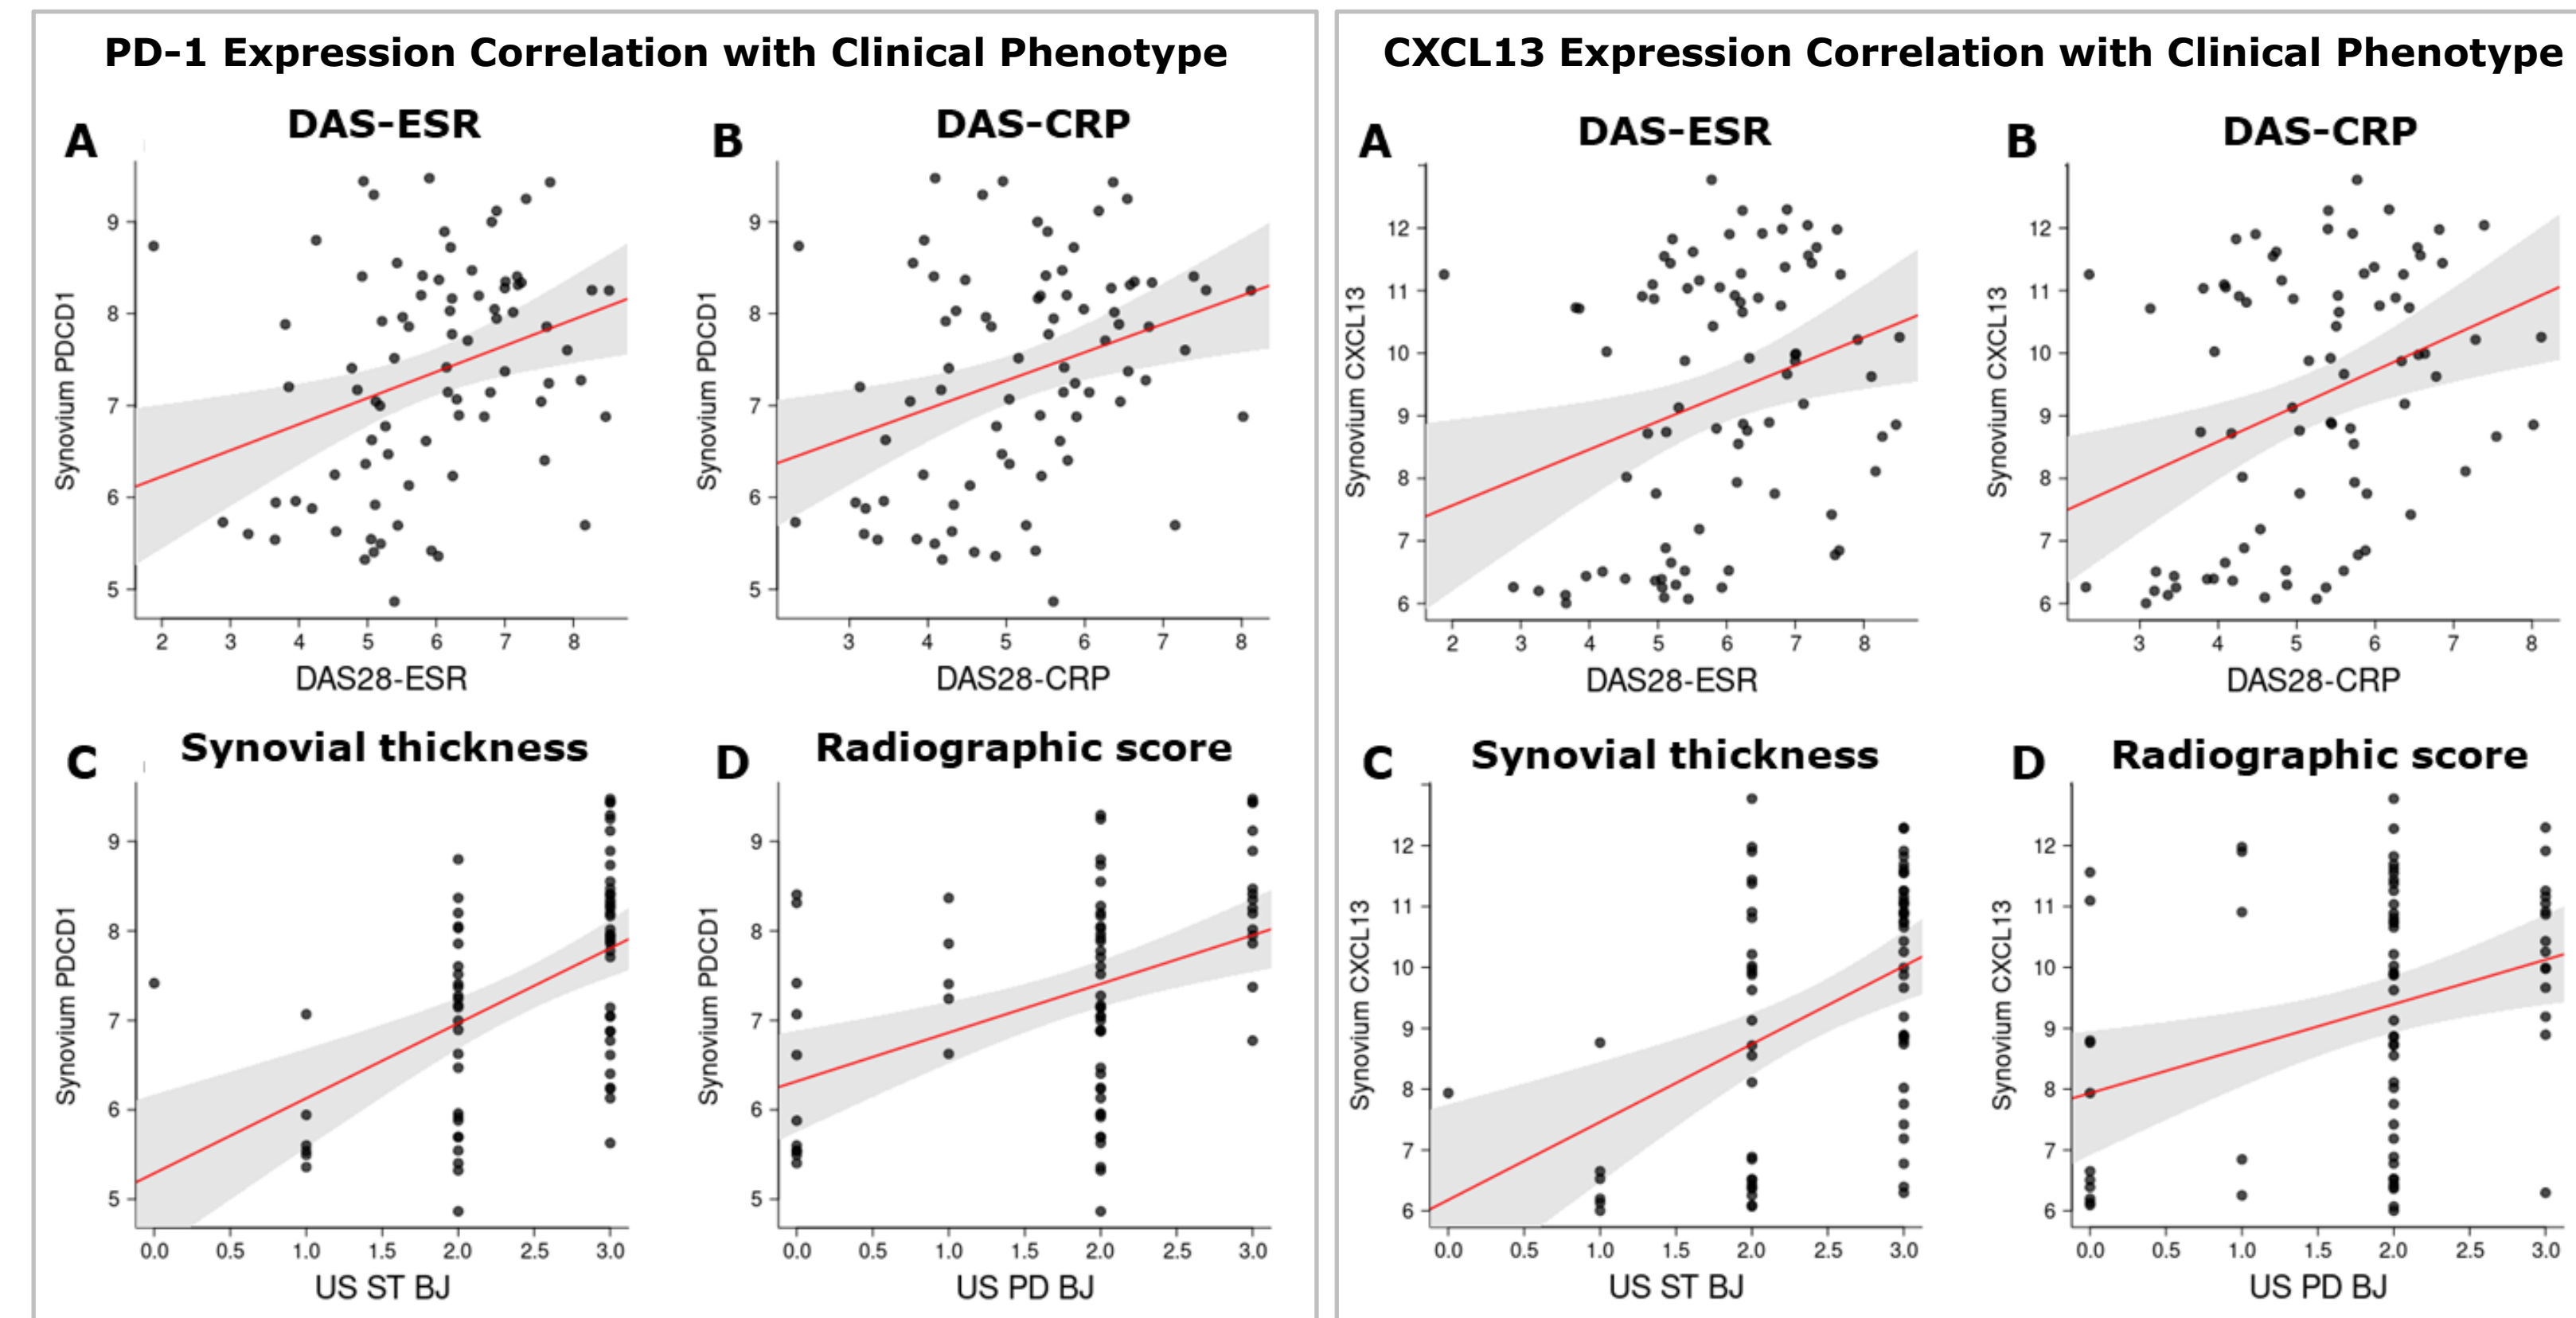 PD-1 Expression Correlation with Clinical Phenotype
A
DAS-ESR
Synovium PDCD1
9
8
7
6
5
2 3 4 5 6 7 8
DAS28-ESR
B
DAS-CRP
Synovium PDCD1
9
8
7
6
5
3 4 5 6 7 8
DAS28-CRP
C
Synovial thickness
Synovium PDCD1
9
8
7
6
5
0.0 0.5 1.0 1.5 2.0 2.5 3.0
US ST BJ
D
Radiographic score
Synovium PDCD1
9
8
7
6
5
0.0 0.5 1.0 1.5 2.0 2.5 3.0
US PD BJ
CXCL13 Expression Correlation with Clinical Phenotype
A
DAS-ESR
Synovium CXCL13
12
11
10
9
8
7
6
2 3 4 5 6 7 8
DAS28-ESR
B
DAS-CRP
Synovium CXCL13
12
11
10
9
8
7
6
3 4 5 6 7 8
DAS28-CRP
C
Synovial thickness
Synovium CXCL13
12
11
10
9
8
7
6
0.0 0.5 1.0 1.5 2.0 2.5 3.0
US ST BJ
D
Radiographic score
Synovium CXCL13
12
11
10
9
8
7
6
0.0 0.5 1.0 1.5 2.0 2.5 3.0
US PD BJ